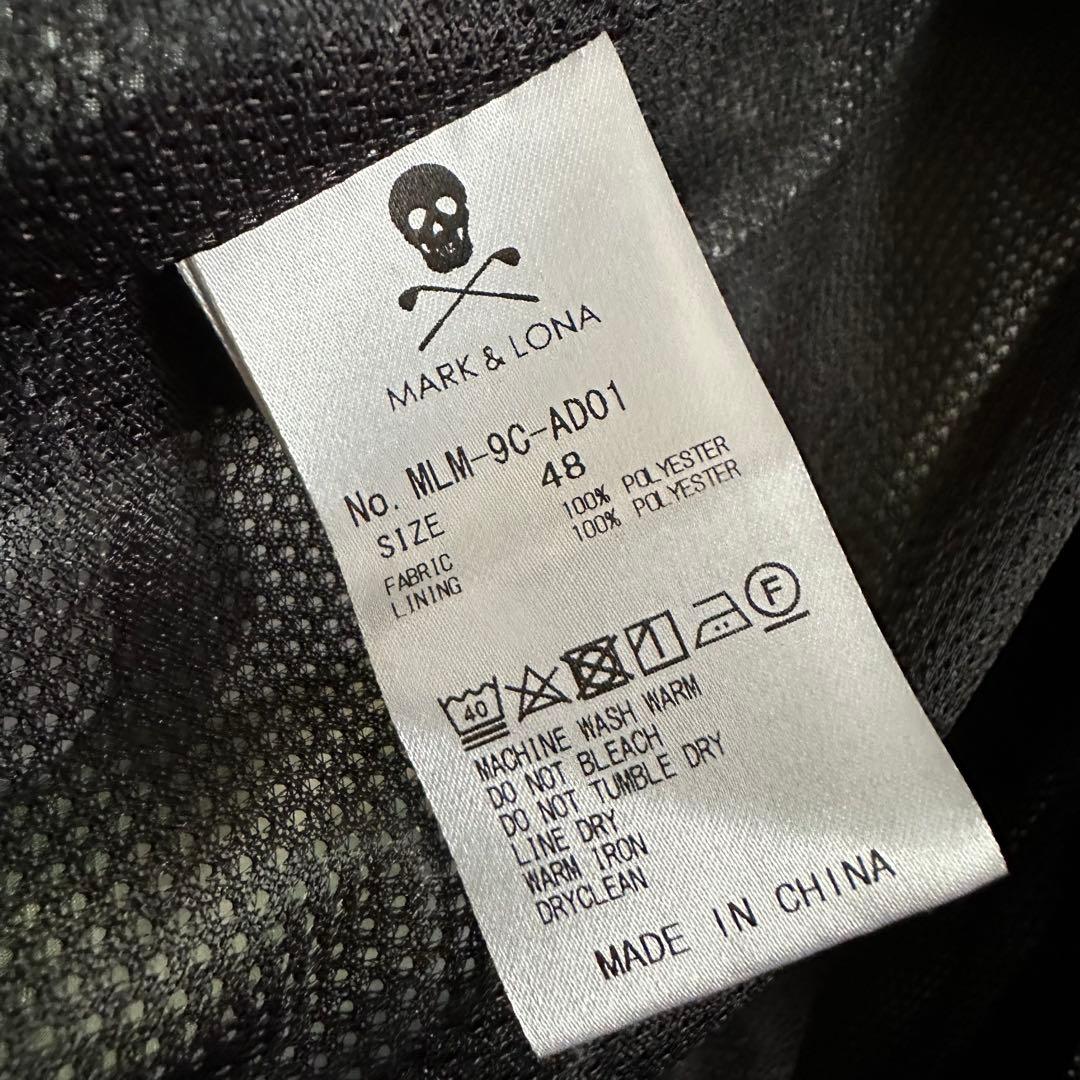 MARK & LONA
No. MLM-9C-AD01
SIZE 48
FABRIC 100% POLYESTER
LINING 100% POLYESTER
40 F
MACHINE WASH WARM
DO NOT BLEACH
DO NOT TUMBLE DRY
LINE DRY
WARM IRON
DRYCLEAN
MADE IN CHINA